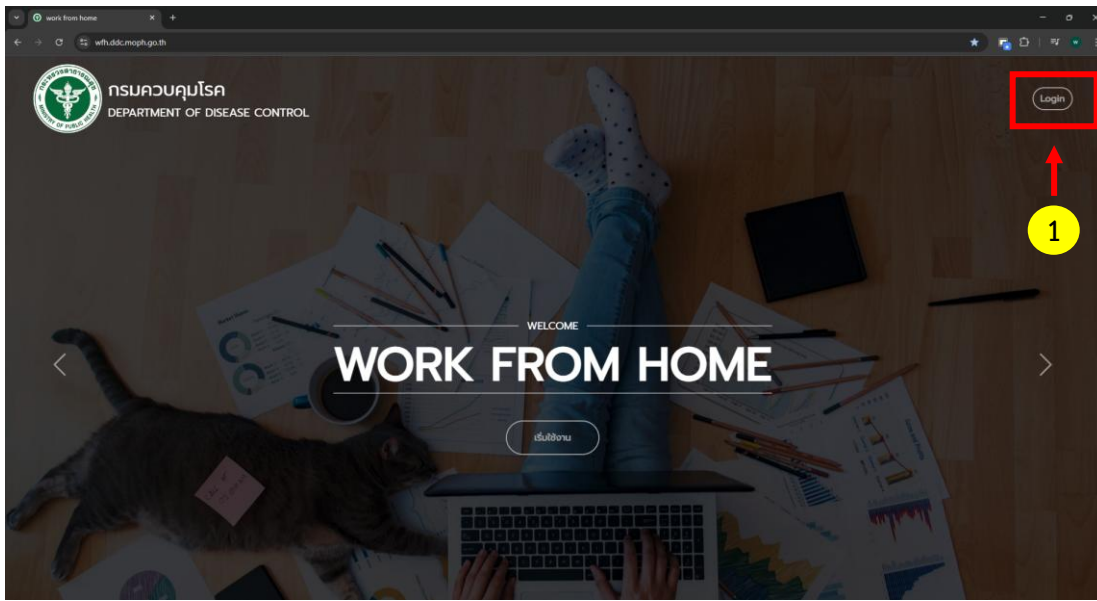 work from home
wfh.ddc.moph.go.th
กรมควบคุมโรค
DEPARTMENT OF DISEASE CONTROL
Login
1
WELCOME
WORK FROM HOME
เริ่มใช้งาน